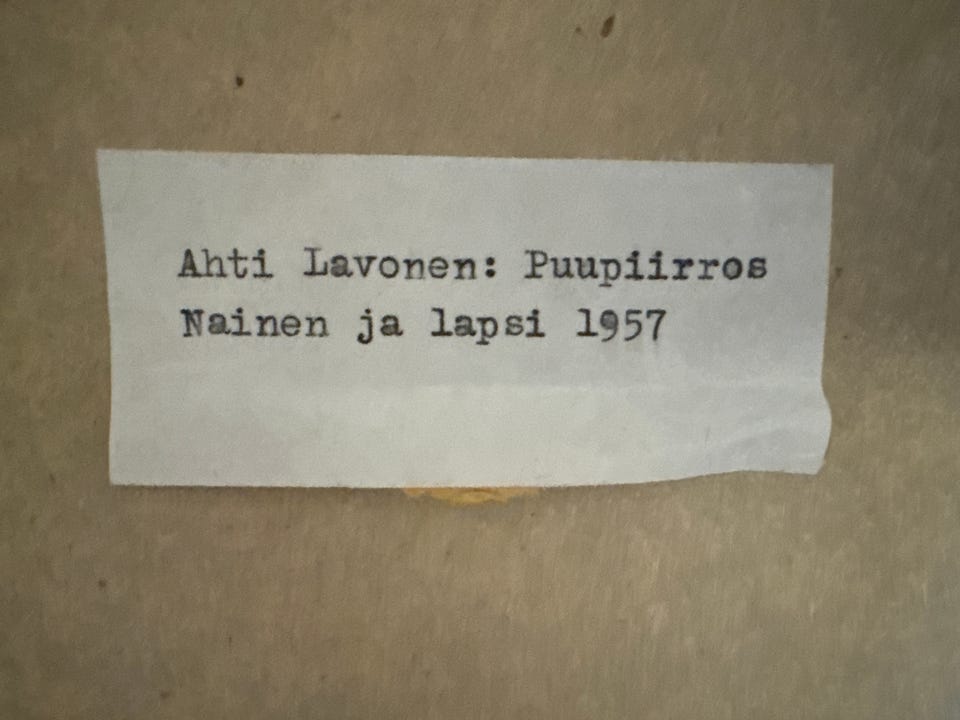 Ahti Lavonen: Puupiirros
Nainen ja lapsi 1957